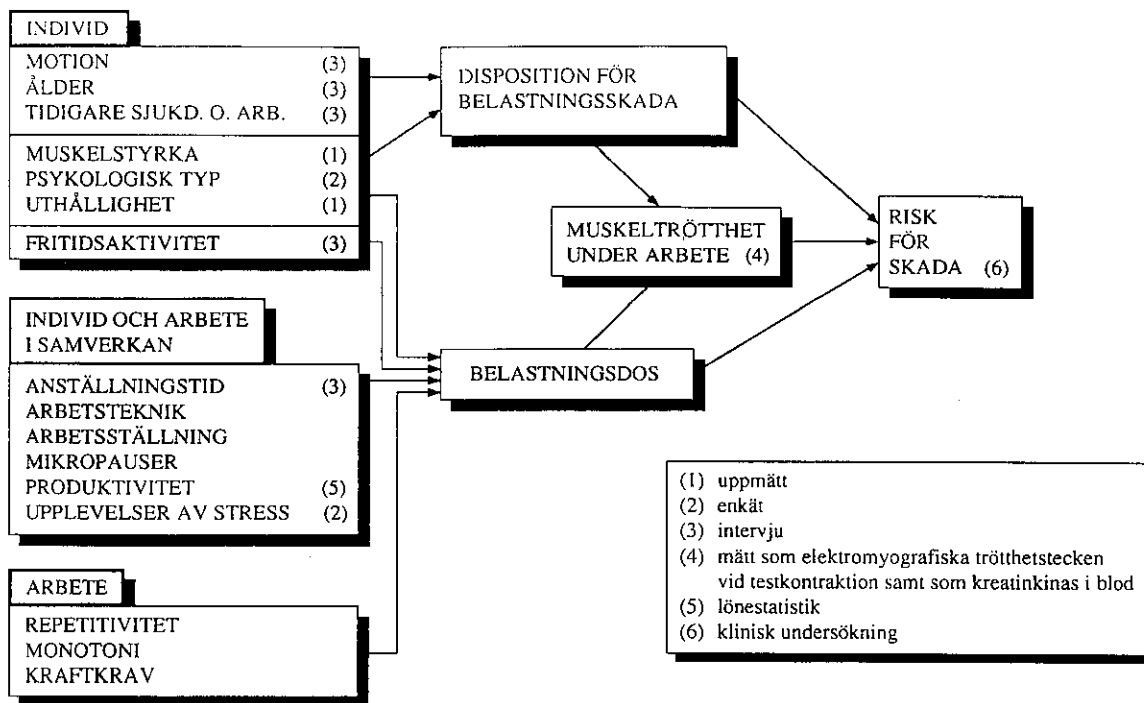 INDIVID
MOTION (3)
ÅLDER (3)
TIDIGARE SJUKD. O. ARB. (3)
MUSKELSTYRKA (1)
PSYKOLOGISK TYP (2)
UTHÅLLIGHET (1)
FRITIDSAKTIVITET (3)
INDIVID OCH ARBETE
I SAMVERKAN
ANSTÄLLNINGSTID (3)
ARBETSTEKNIK
ARBETSSTÄLLNING
MIKROPAUSER
PRODUKTIVITET (5)
UPPLEVELSER AV STRESS (2)
ARBETE
REPETITIVITET
MONOTONI
KRAFTKRAV
DISPOSITION FÖR
BELASTNINGSSKADA
MUSKELTRÖTTHET
UNDER ARBETE (4)
BELASTNINGSDOS
RISK
FÖR
SKADA (6)
(1) uppmätt
(2) enkät
(3) intervju
(4) mätt som elektromyografiska trötthetstecken
vid testkontraktion samt som kreatinkinas i blod
(5) lönestatistik
(6) klinisk undersökning